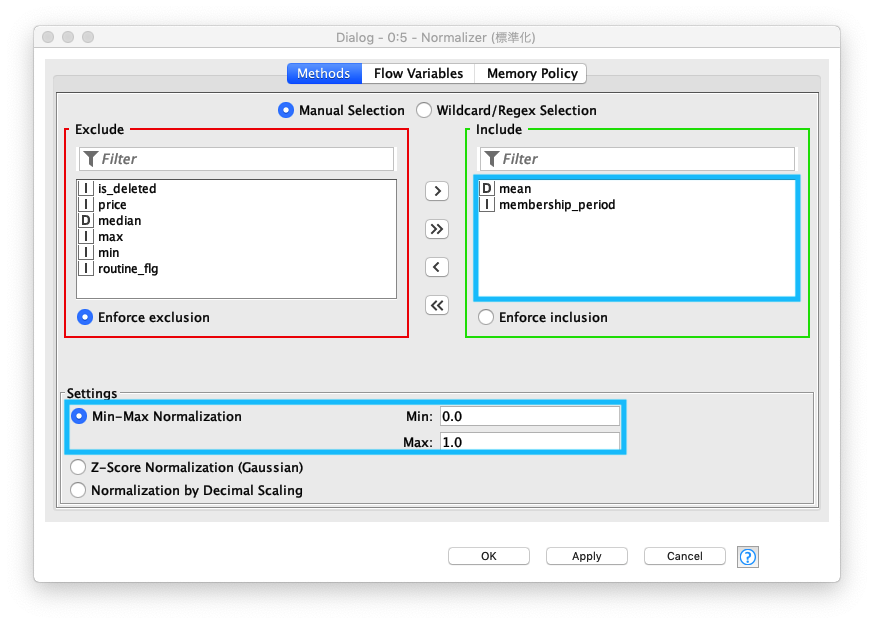 Dialog - 0:5 - Normalizer (標準化)
Methods Flow Variables Memory Policy
Manual Selection Wildcard/Regex Selection
Exclude
Filter
I is_deleted
I price
D median
I max
I min
I routine_flg
Enforce exclusion
>
>>
<
<<
Include
Filter
D mean
I membership_period
Enforce inclusion
Settings
Min-Max Normalization Min: 0.0
Max: 1.0
Z-Score Normalization (Gaussian)
Normalization by Decimal Scaling
OK Apply Cancel ?